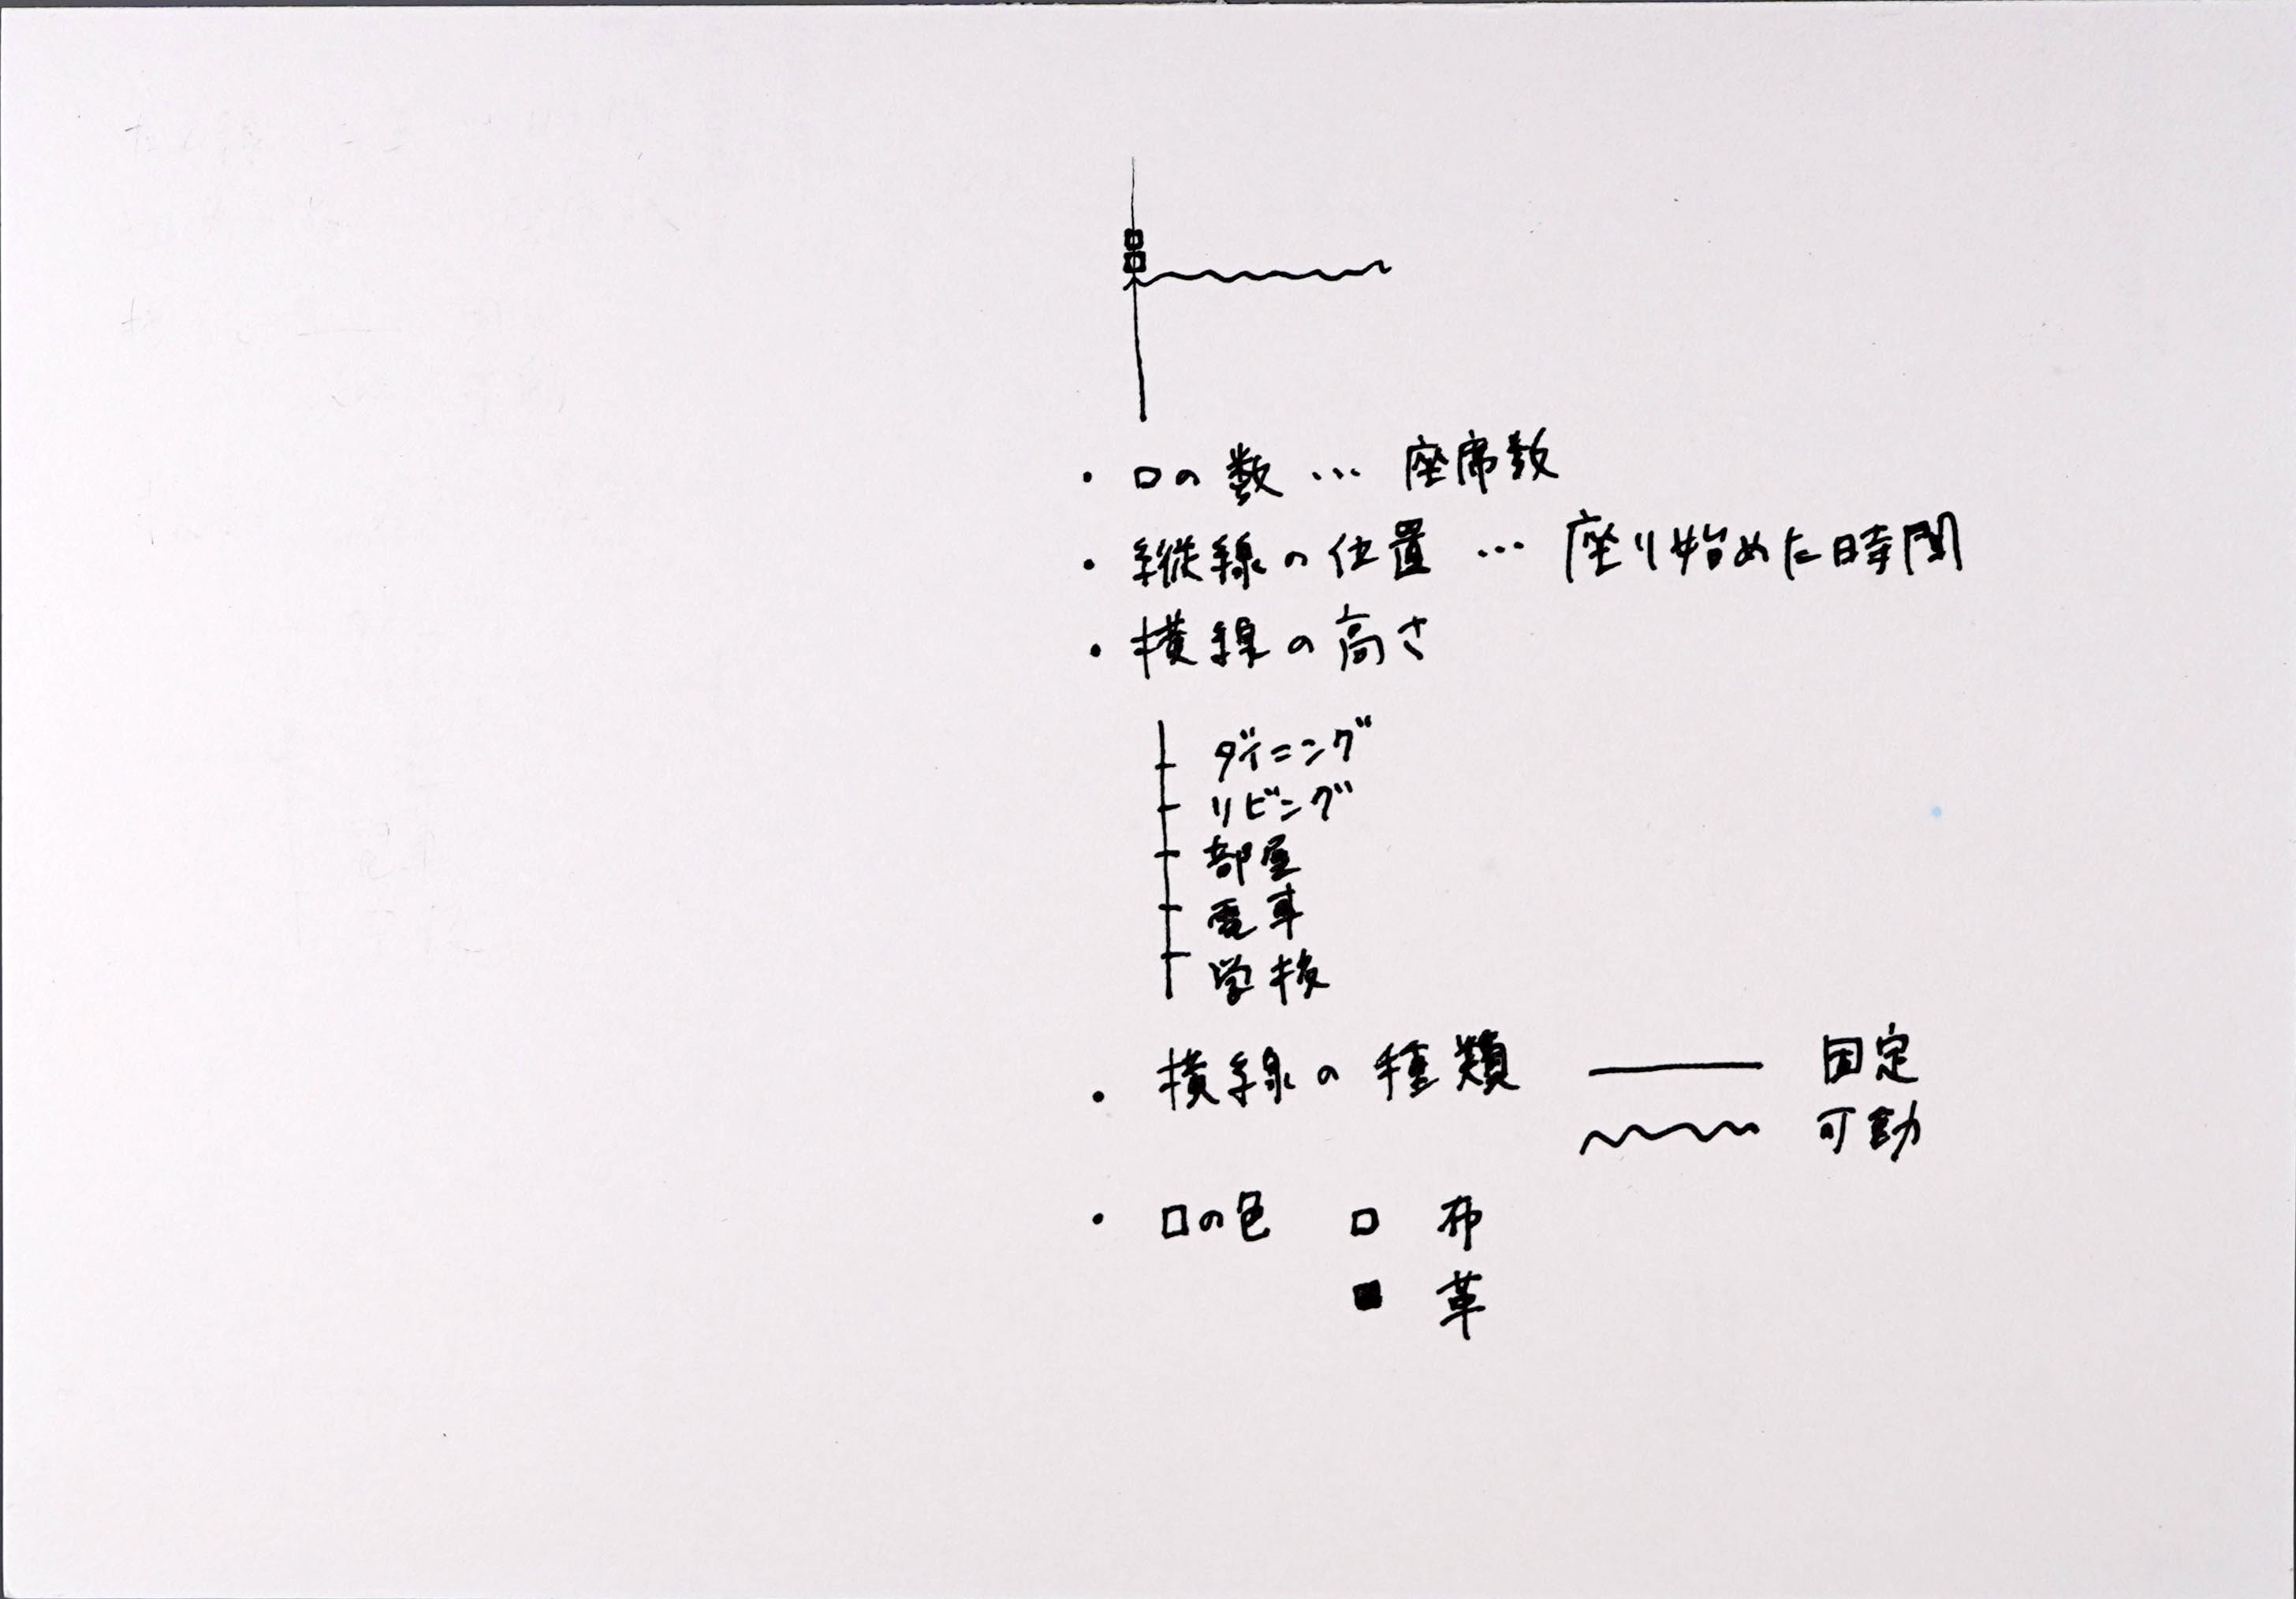 ・□の数 … 座席数
・縦線の位置 … 座り始めた時間
・横線の高さ
ダイニング
リビング
部屋
電車
学校
・横線の種類 固定
可動
・□の色 □ 布
■ 革